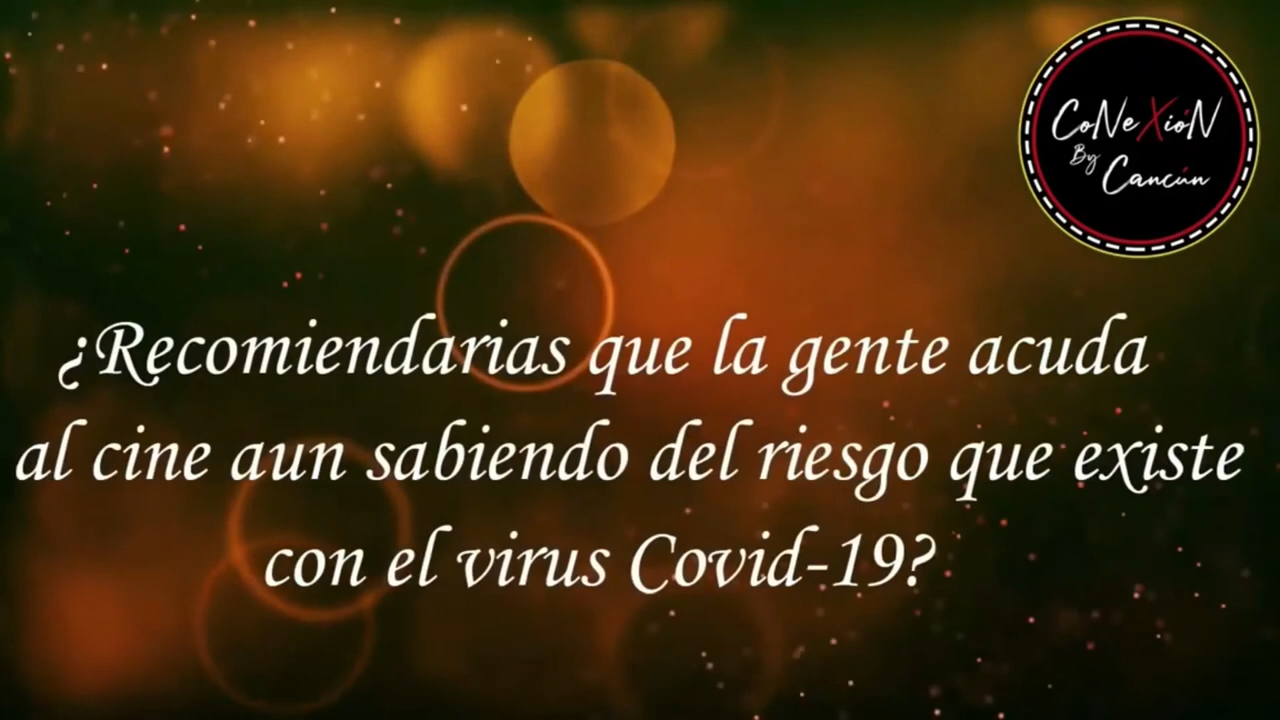 CoNeXióN
By
Cancún
¿Recomiendarias que la gente acuda
al cine aun sabiendo del riesgo que existe
con el virus Covid-19?